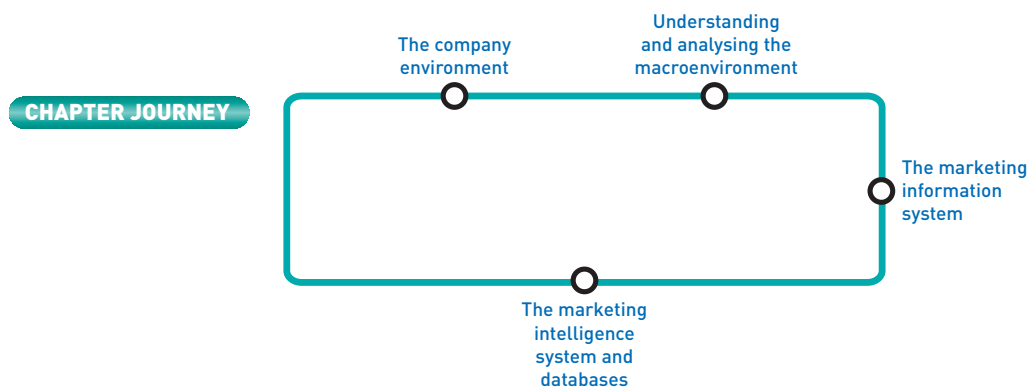 CHAPTER JOURNEY
The company
environment
Understanding
and analysing the
macroenvironment
The marketing
information
system
The marketing
intelligence
system and
databases